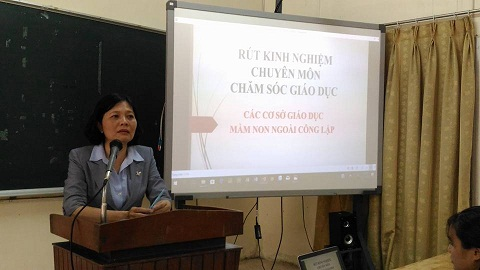 RÚT KINH NGHIỆM
CHUYÊN MÔN
CHĂM SÓC GIÁO DỤC
CÁC CƠ SỞ GIÁO DỤC
MẦM NON NGOÀI CÔNG LẬP